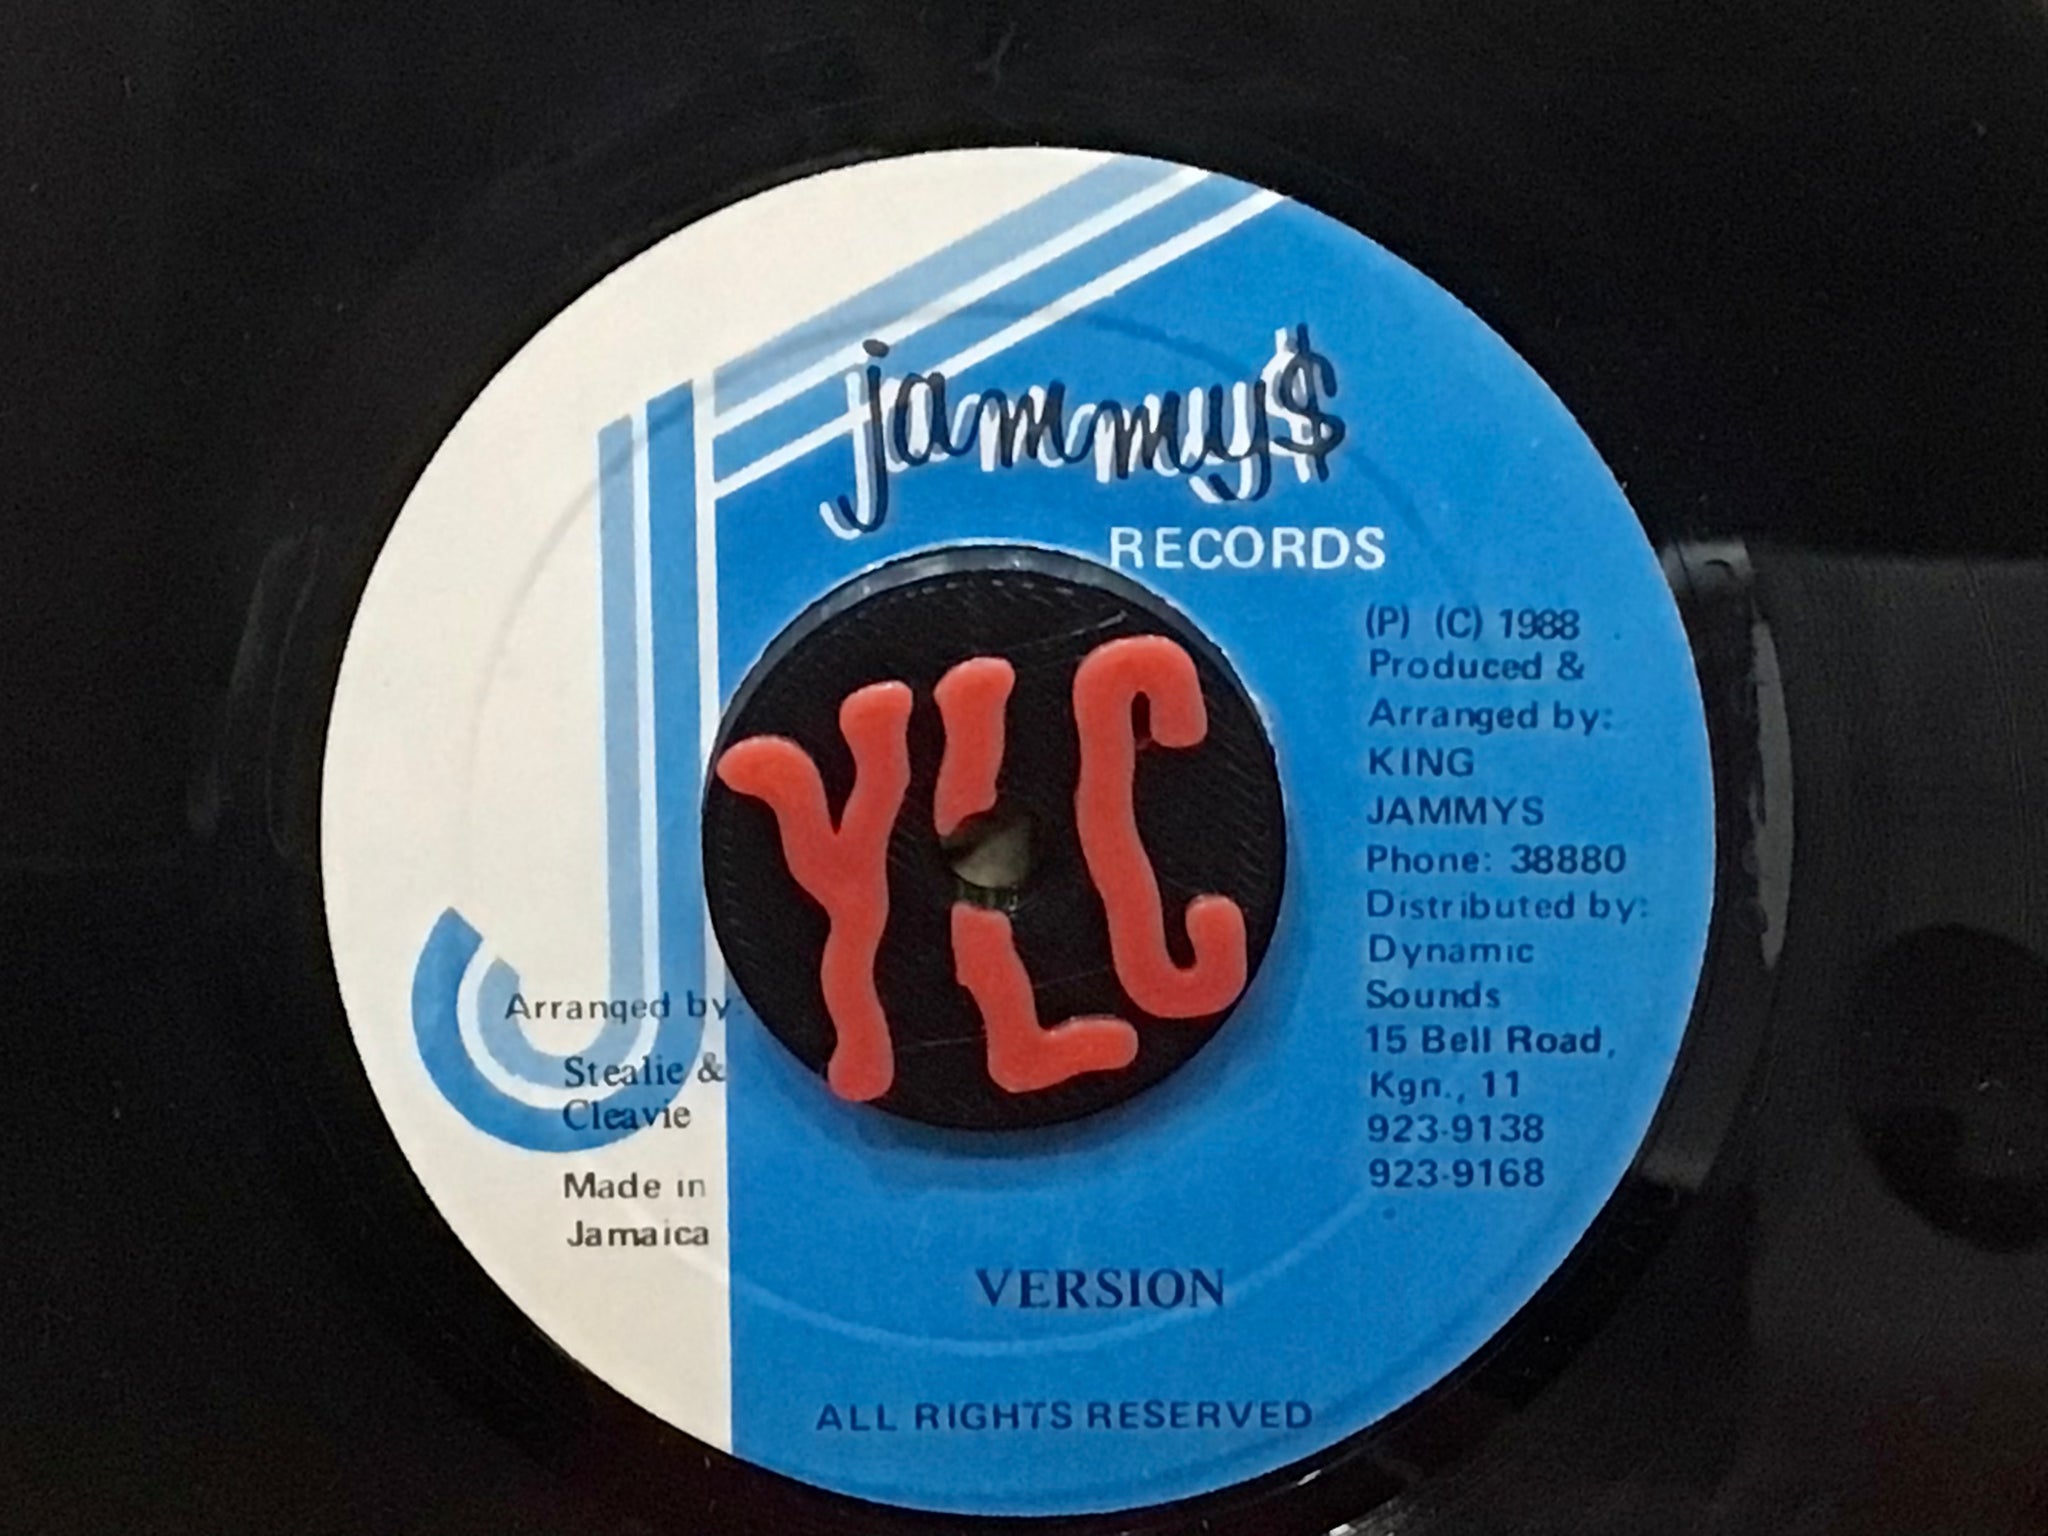 jammy$
RECORDS
(P) (C) 1988
Produced &
Arranged by:
KING
JAMMYS
Phone: 38880
Distributed by:
Dynamic
Sounds
15 Bell Road,
Kgn., 11
923-9138
923-9168
YLC
Arranged by:
Stealie &
Cleavie
Made in
Jamaica
VERSION
ALL RIGHTS RESERVED